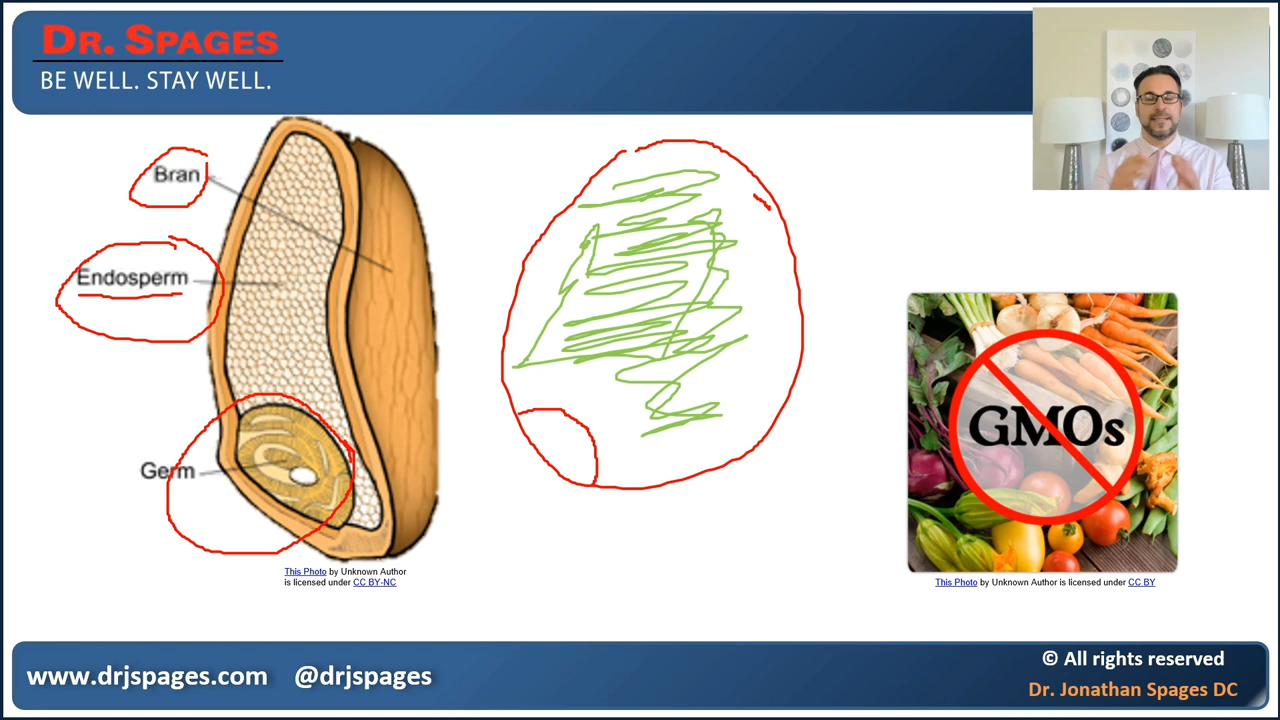 DR. SPAGES
BE WELL. STAY WELL.
Bran
Endosperm
Germ
This Photo by Unknown Author
is licensed under CC BY-NC
GMOs
This Photo by Unknown Author is licensed under CC BY
www.drjspages.com @drjspages
© All rights reserved
Dr. Jonathan Spages DC